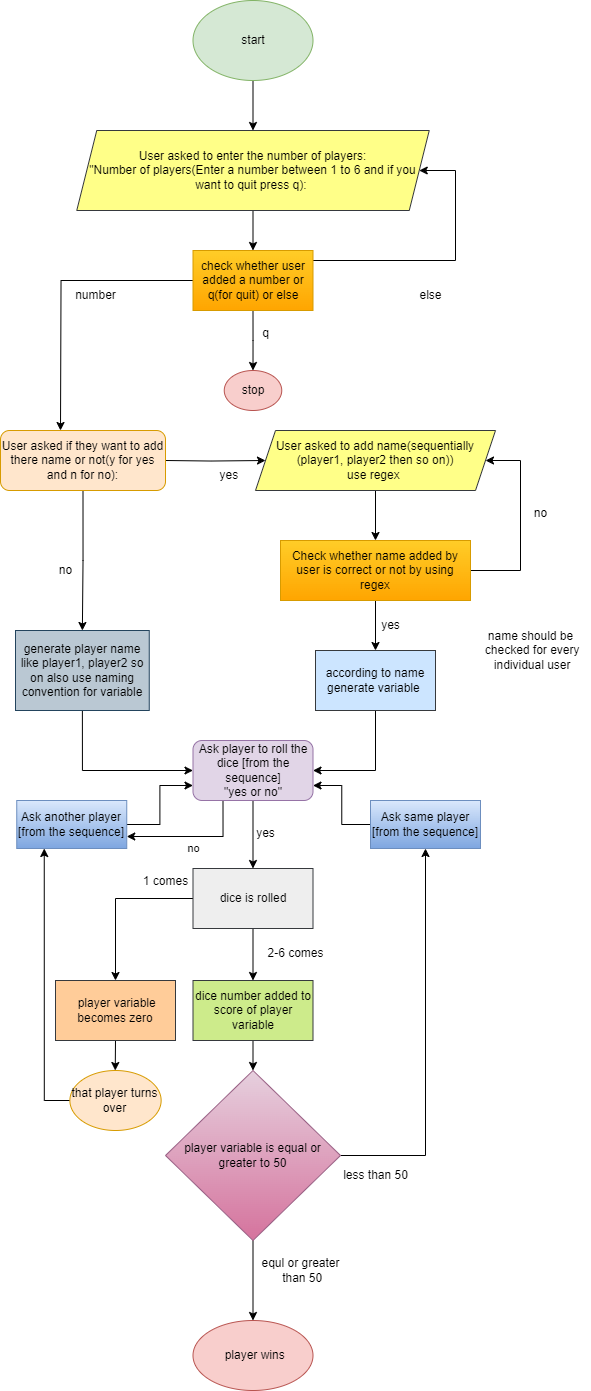 start
User asked to enter the number of players:
"Number of players(Enter a number between 1 to 6 and if you
want to quit press q):
check whether user
added a number or
q(for quit) or else
number
else
q
stop
User asked if they want to add
there name or not(y for yes
and n for no):
yes
User asked to add name(sequentially
(player1, player2 then so on))
use regex
no
Check whether name added by
user is correct or not by using
regex
no
yes
name should be
checked for every
individual user
generate player name
like player1, player2 so
on also use naming
convention for variable
according to name
generate variable
Ask player to roll the
dice [from the
sequence]
"yes or no"
Ask another player
[from the sequence]
Ask same player
[from the sequence]
no
yes
1 comes
dice is rolled
2-6 comes
player variable
becomes zero
dice number added to
score of player
variable
that player turns
over
player variable is equal or
greater to 50
less than 50
equl or greater
than 50
player wins